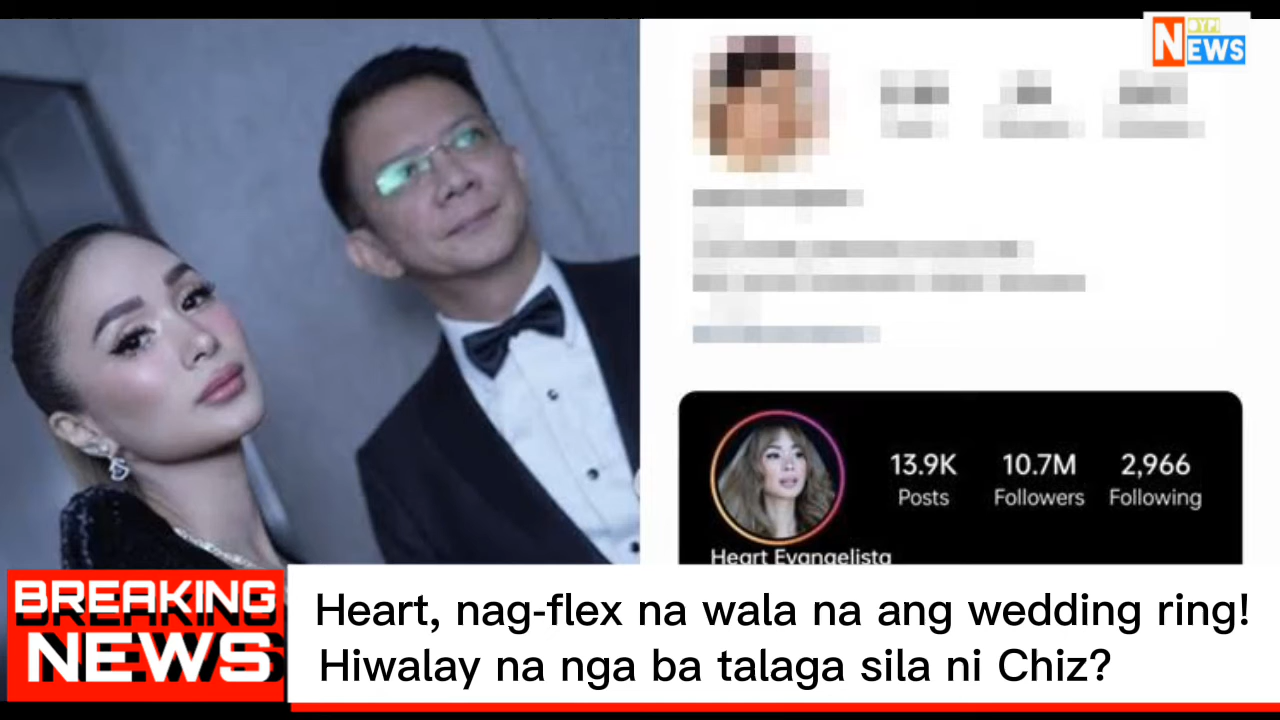 NEWS
13.9K 10.7M 2,966
Posts Followers Following
Heart Evangelista
BREAKING
NEWS
Heart, nag-flex na wala na ang wedding ring!
Hiwalay na nga ba talaga sila ni Chiz?